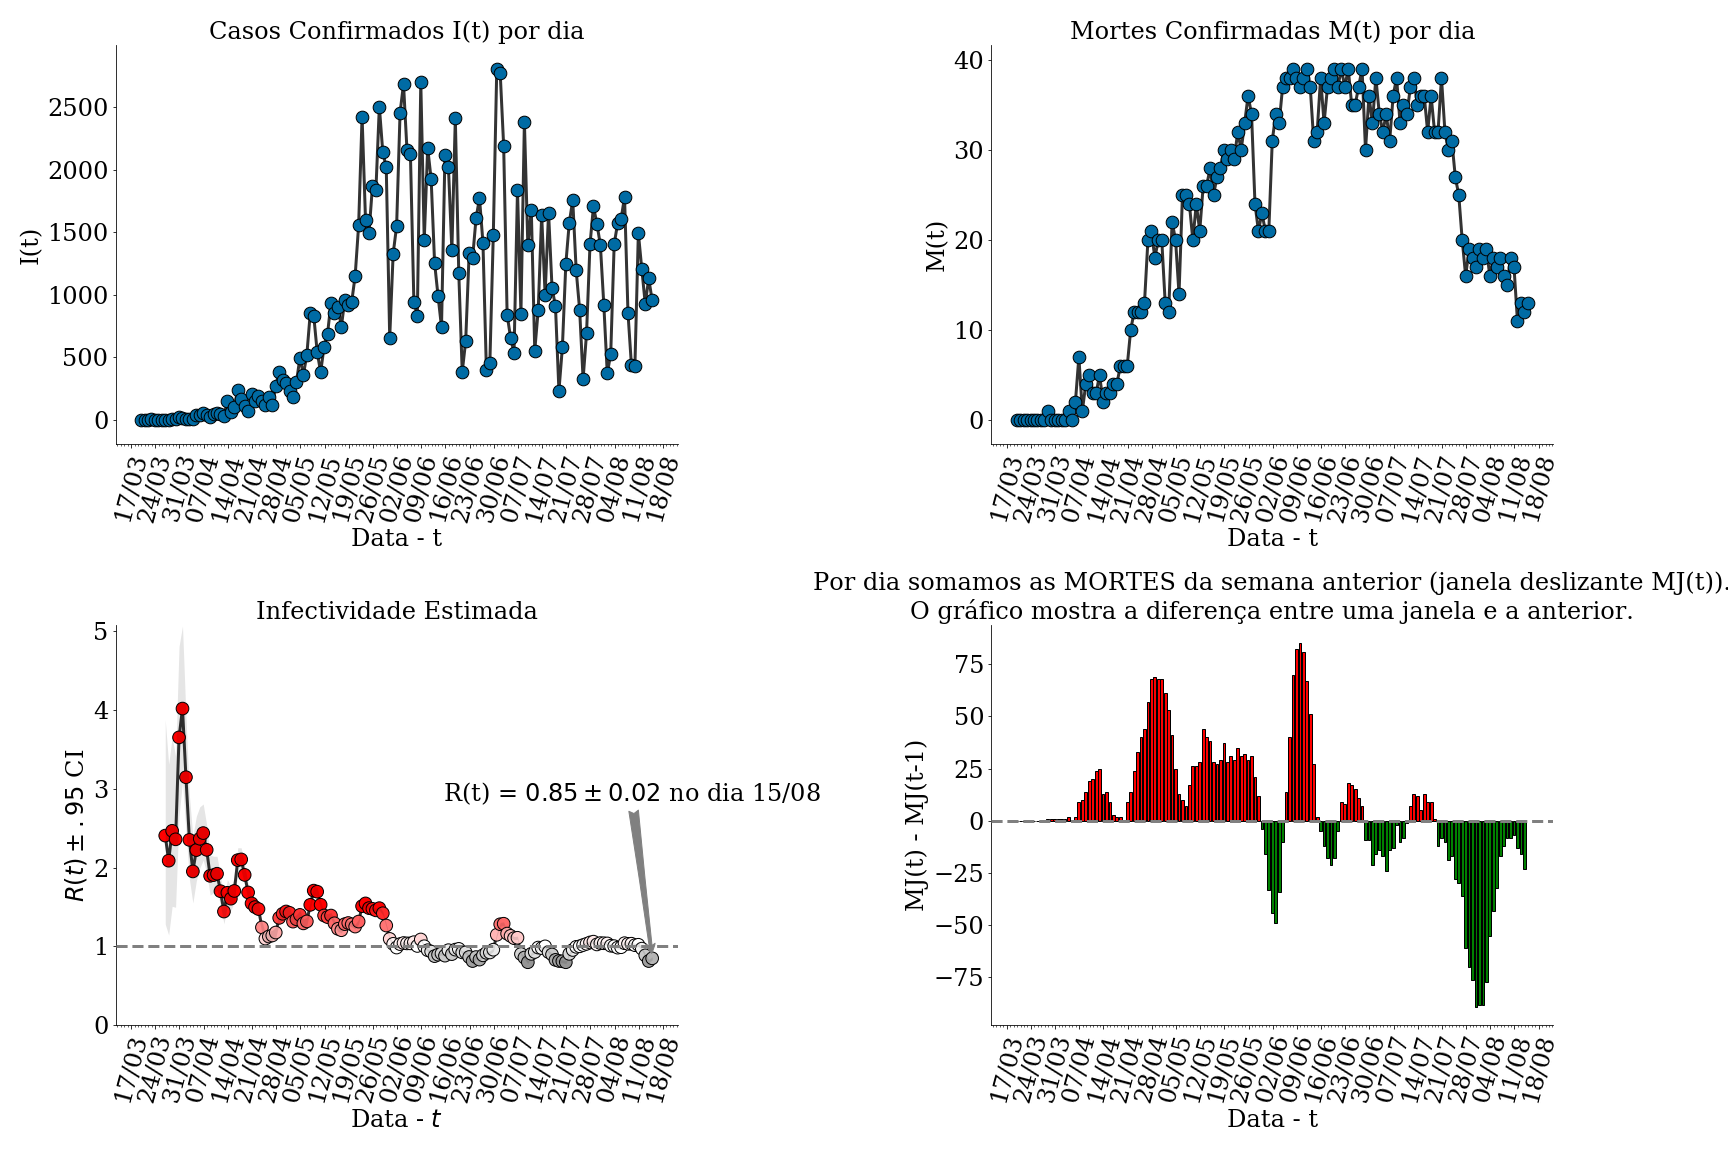 Casos Confirmados I(t) por dia
I(t)
2500
2000
1500
1000
500
0
17/03 24/03 31/03 07/04 14/04 21/04 28/04 05/05 12/05 19/05 26/05 02/06 09/06 16/06 23/06 30/06 07/07 14/07 21/07 28/07 04/08 11/08 18/08
Data - t
Mortes Confirmadas M(t) por dia
M(t)
40
30
20
10
0
17/03 24/03 31/03 07/04 14/04 21/04 28/04 05/05 12/05 19/05 26/05 02/06 09/06 16/06 23/06 30/06 07/07 14/07 21/07 28/07 04/08 11/08 18/08
Data - t
Infectividade Estimada
R(t) ± .95 CI
5
4
3
2
1
0
R(t) = 0.85 ± 0.02 no dia 15/08
17/03 24/03 31/03 07/04 14/04 21/04 28/04 05/05 12/05 19/05 26/05 02/06 09/06 16/06 23/06 30/06 07/07 14/07 21/07 28/07 04/08 11/08 18/08
Data - t
Por dia somamos as MORTES da semana anterior (janela deslizante MJ(t)).
O gráfico mostra a diferença entre uma janela e a anterior.
MJ(t) - MJ(t-1)
75
50
25
0
−25
−50
−75
17/03 24/03 31/03 07/04 14/04 21/04 28/04 05/05 12/05 19/05 26/05 02/06 09/06 16/06 23/06 30/06 07/07 14/07 21/07 28/07 04/08 11/08 18/08
Data - t